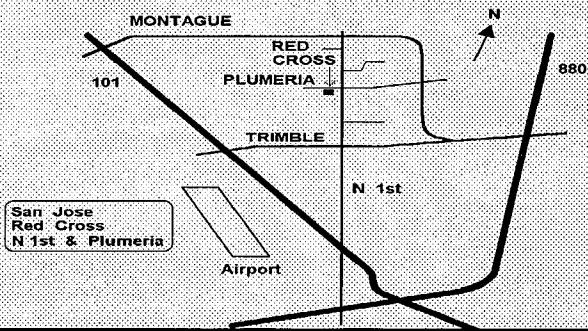 MONTAGUE
N
RED
CROSS
880
101
PLUMERIA
TRIMBLE
N 1st
San Jose
Red Cross
N 1st & Plumeria
Airport